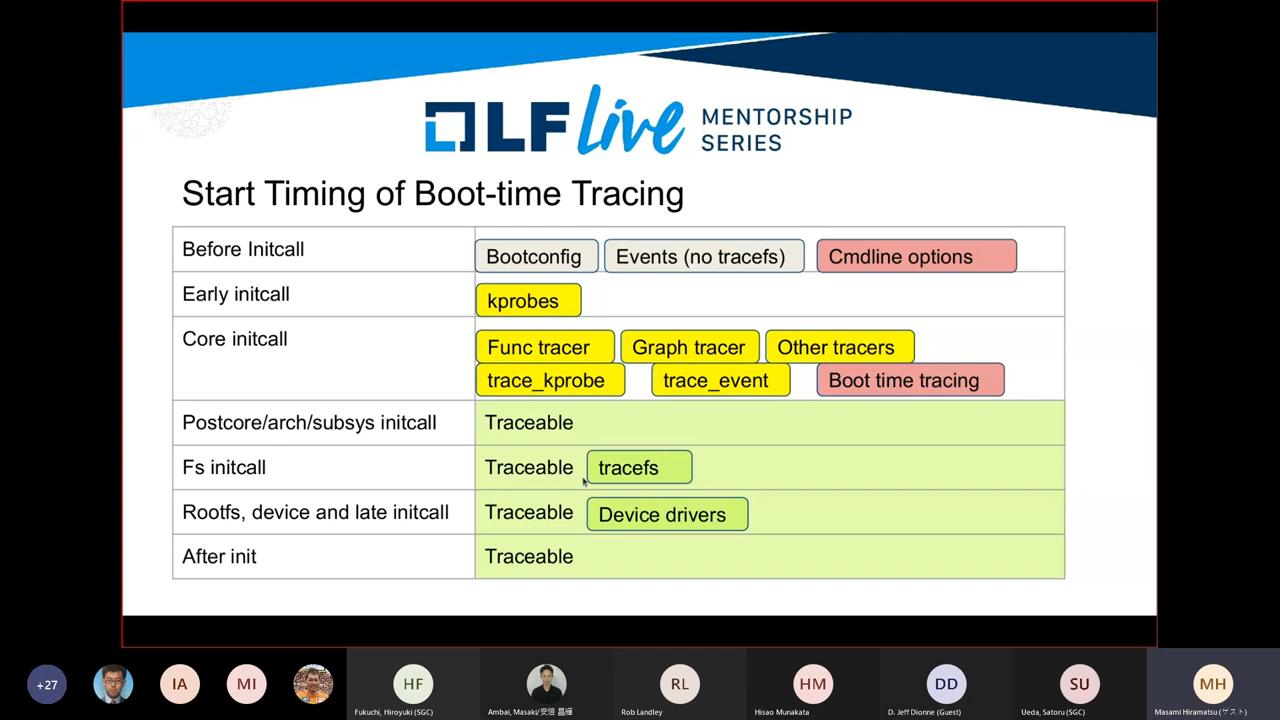 LF Live MENTORSHIP SERIES
Start Timing of Boot-time Tracing
Before Initcall Bootconfig Events (no tracefs) Cmdline options
Early initcall kprobes
Core initcall Func tracer Graph tracer Other tracers
trace_kprobe trace_event Boot time tracing
Postcore/arch/subsys initcall Traceable
Fs initcall Traceable tracefs
Rootfs, device and late initcall Traceable Device drivers
After init Traceable
+27 IA MI HF RL HM DD SU MH
Fukuchi, Hiroyuki (SGC) Ambai, Masaki/安倍 昌輝 Rob Landley Hisao Munakata D. Jeff Dionne (Guest) Ueda, Satoru (SGC) Masami Hiramatsu (ゲスト)